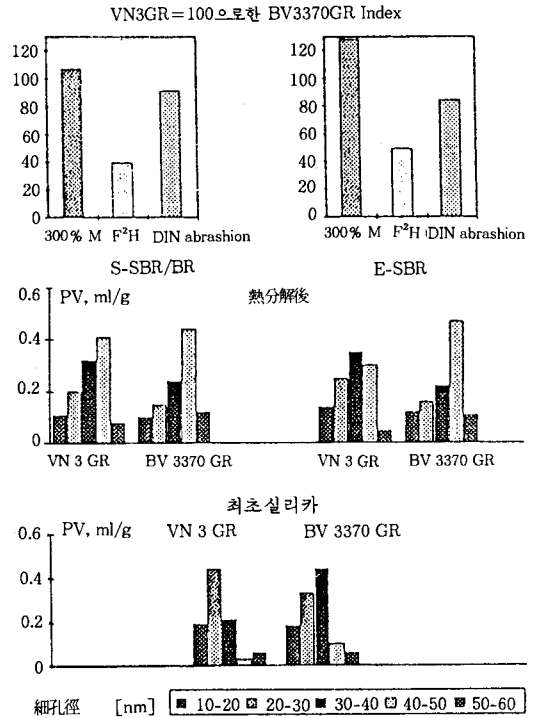 VN3GR=100으로한 BV3370GR Index
120
100
80
60
40
20
0
300% M F²H DIN abrashion
S-SBR/BR
120
100
80
60
40
20
0
300% M F²H DIN abrashion
E-SBR
0.6
PV, ml/g
熱分解後
0.4
0.2
0
VN 3 GR BV 3370 GR VN 3 GR BV 3370 GR
최초실리카
0.6
PV, ml/g VN 3 GR BV 3370 GR
0.4
0.2
0
細孔徑 [nm] 10-20 20-30 30-40 40-50 50-60